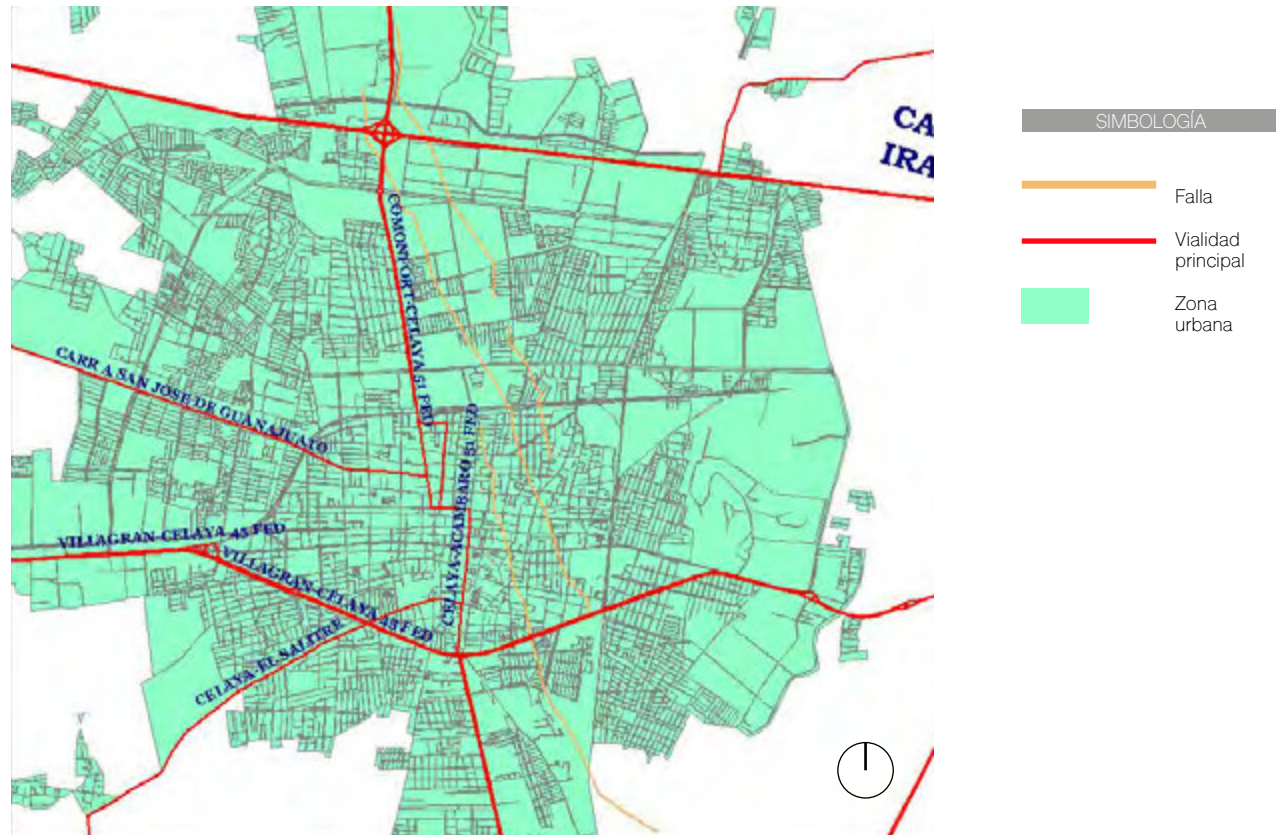 CA
IRA
COMONFORT-CELAYA 51 FED
CARR A SAN JOSE DE GUANAJUATO
CELAYA-ACAMBARO 51 FED
VILLAGRAN-CELAYA 45 FED
VILLAGRAN-CELAYA 45 FED
CELAYA-EL SALITRE
SIMBOLOGÍA
Falla
Vialidad
principal
Zona
urbana